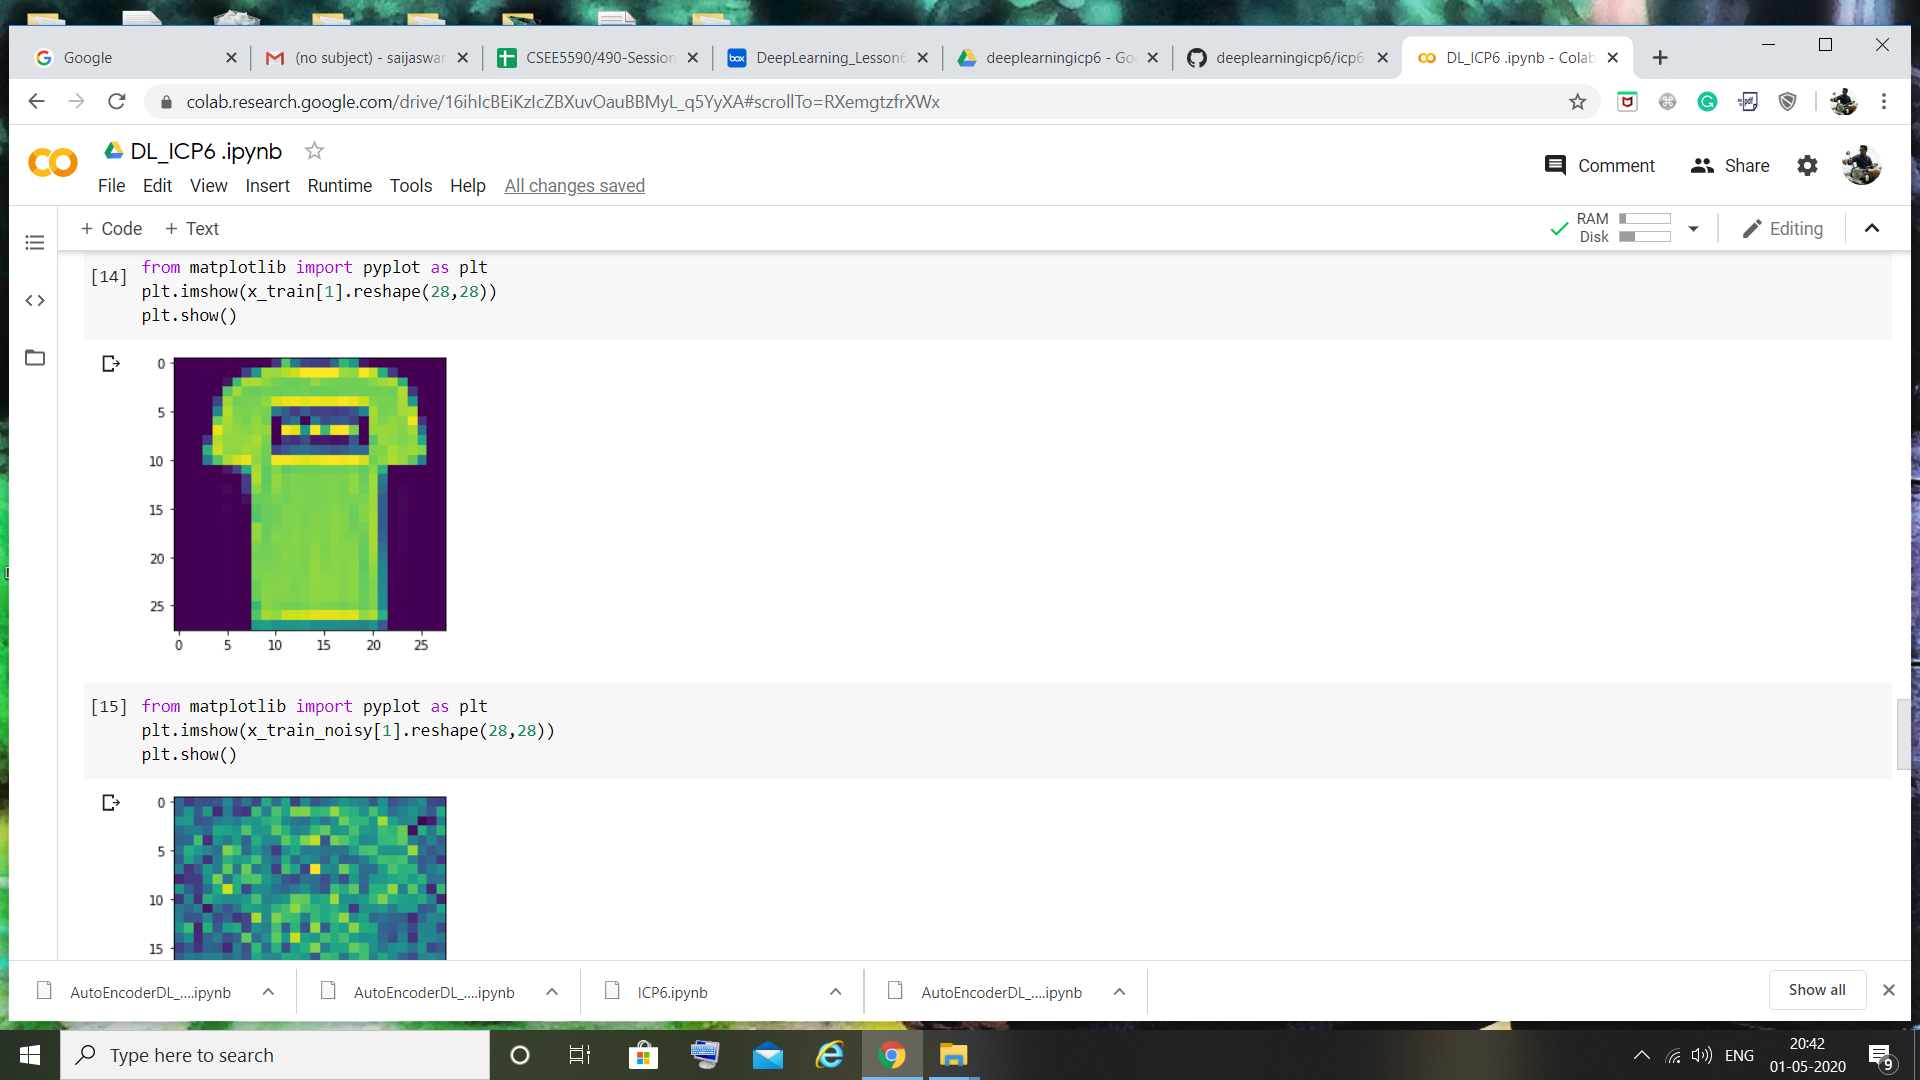 Google
(no subject) - saijaswar
CSEE5590/490-Session
box
DeepLearning_Lesson6
deeplearningicp6 - Goo
deeplearningicp6/icp6
DL_ICP6 .ipynb - Colab
colab.research.google.com/drive/16ihIcBEiKzIcZBXuvOauBBMyL_q5YyXA#scrollTo=RXemgtzfrXWx
DL_ICP6 .ipynb
Comment
Share
File Edit View Insert Runtime Tools Help All changes saved
+ Code + Text
RAM
Disk
Editing
[14]
from matplotlib import pyplot as plt
plt.imshow(x_train[1].reshape(28,28))
plt.show()
0
5
10
15
20
25
0 5 10 15 20 25
[15] from matplotlib import pyplot as plt
plt.imshow(x_train_noisy[1].reshape(28,28))
plt.show()
0
5
10
15
AutoEncoderDL_....ipynb
AutoEncoderDL_....ipynb
ICP6.ipynb
AutoEncoderDL_....ipynb
Show all
Type here to search
ENG
20:42
01-05-2020
9